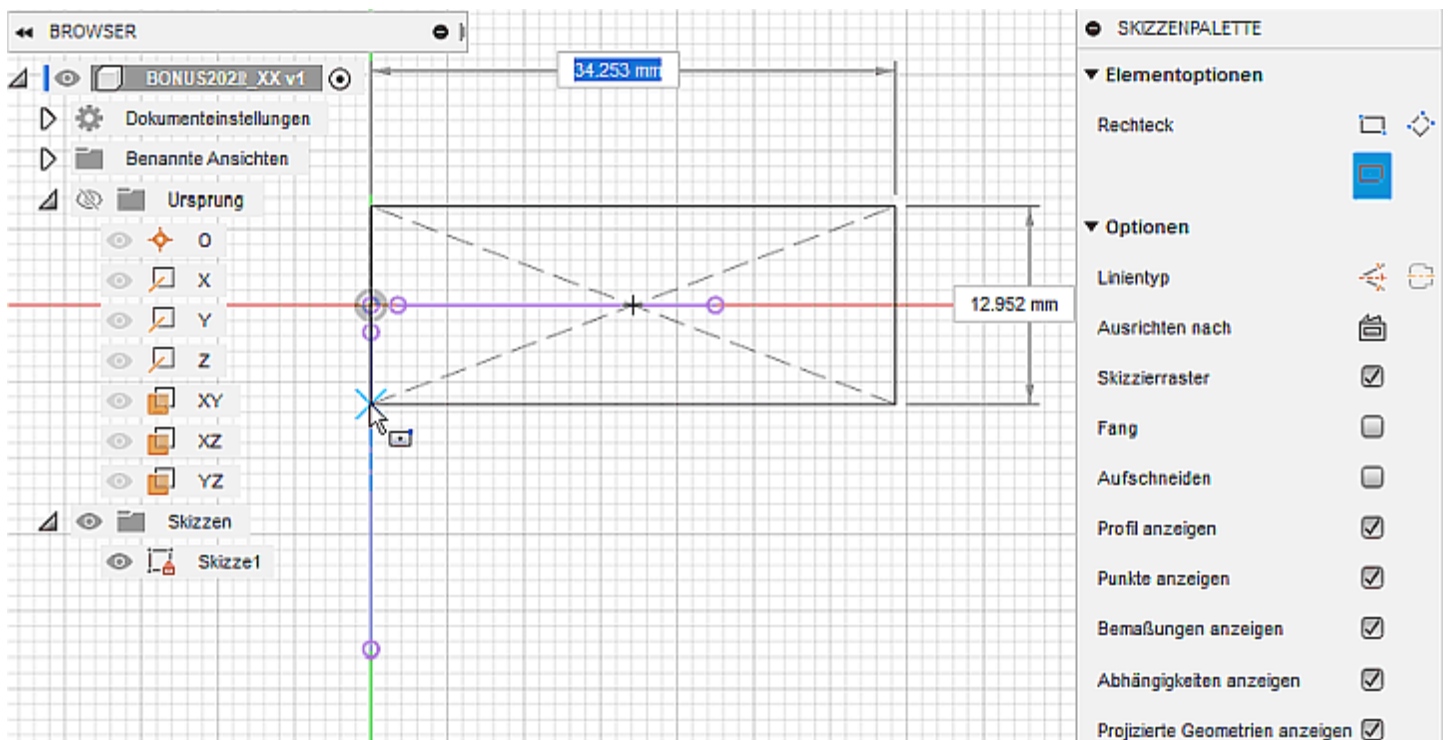 BROWSER
BONUS2022_XX v1
Dokumenteinstellungen
Benannte Ansichten
Ursprung
O
X
Y
Z
XY
XZ
YZ
Skizzen
Skizze1
34.253 mm
12.952 mm
SKIZZENPALETTE
Elementoptionen
Rechteck
Optionen
Linientyp
Ausrichten nach
Skizzierraster
Fang
Aufschneiden
Profil anzeigen
Punkte anzeigen
Bemaßungen anzeigen
Abhängigkeiten anzeigen
Projizierte Geometrien anzeigen